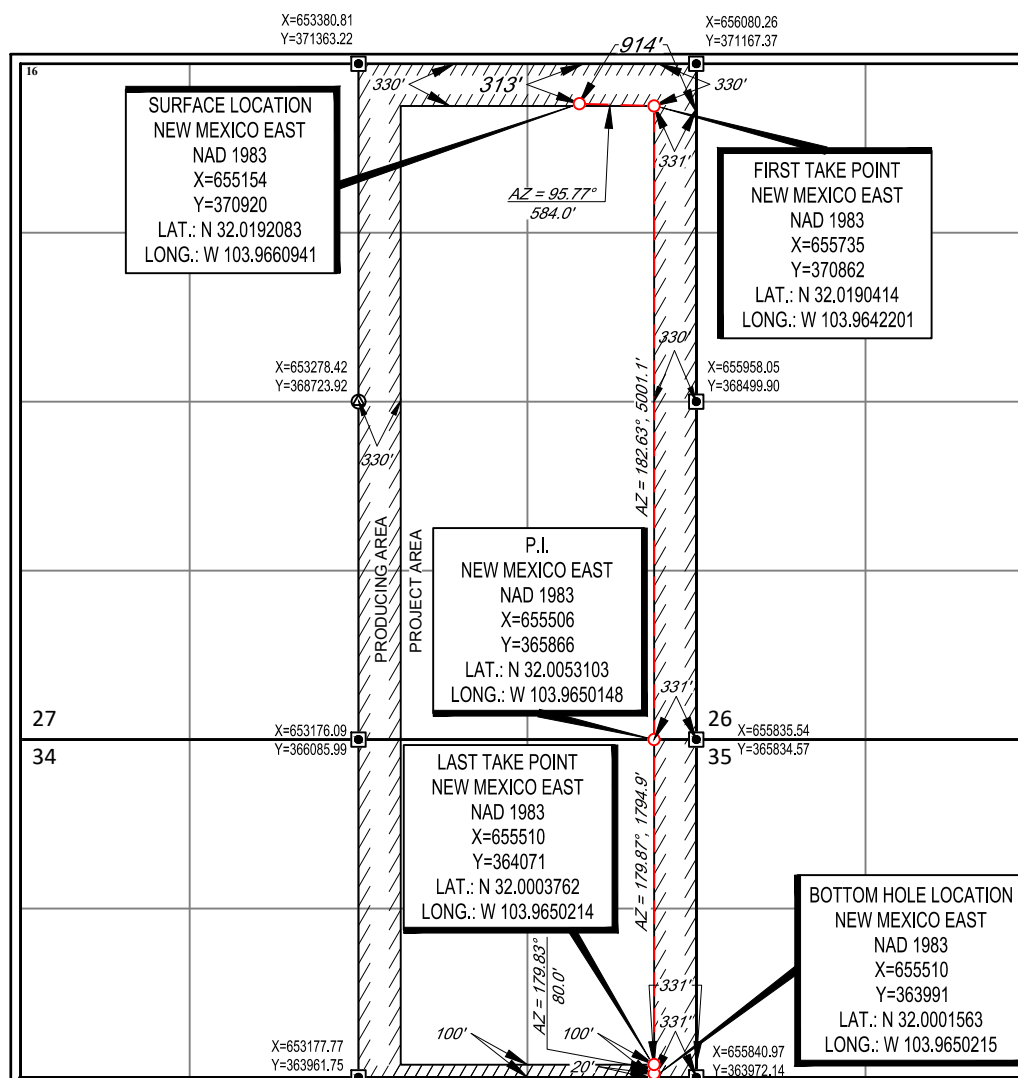 X=653380.81
Y=371363.22
X=656080.26
Y=371167.37
16
914'
330'
313'
330'
SURFACE LOCATION
NEW MEXICO EAST
NAD 1983
X=655154
Y=370920
LAT.: N 32.0192083
LONG.: W 103.9660941
AZ = 95.77°
584.0'
331'
FIRST TAKE POINT
NEW MEXICO EAST
NAD 1983
X=655735
Y=370862
LAT.: N 32.0190414
LONG.: W 103.9642201
X=653278.42
Y=368723.92
330'
X=655958.05
Y=368499.90
330'
AZ = 182.63°, 5001.1'
PRODUCING AREA
PROJECT AREA
P.I.
NEW MEXICO EAST
NAD 1983
X=655506
Y=365866
LAT.: N 32.0053103
LONG.: W 103.9650148
331'
27
34
X=653176.09
Y=366085.99
26
35
X=655835.54
Y=365834.57
LAST TAKE POINT
NEW MEXICO EAST
NAD 1983
X=655510
Y=364071
LAT.: N 32.0003762
LONG.: W 103.9650214
AZ = 179.87°, 1794.9'
BOTTOM HOLE LOCATION
NEW MEXICO EAST
NAD 1983
X=655510
Y=363991
LAT.: N 32.0001563
LONG.: W 103.9650215
AZ = 179.83°
80.0'
331'
331'
100'
100'
20'
X=653177.77
Y=363961.75
X=655840.97
Y=363972.14